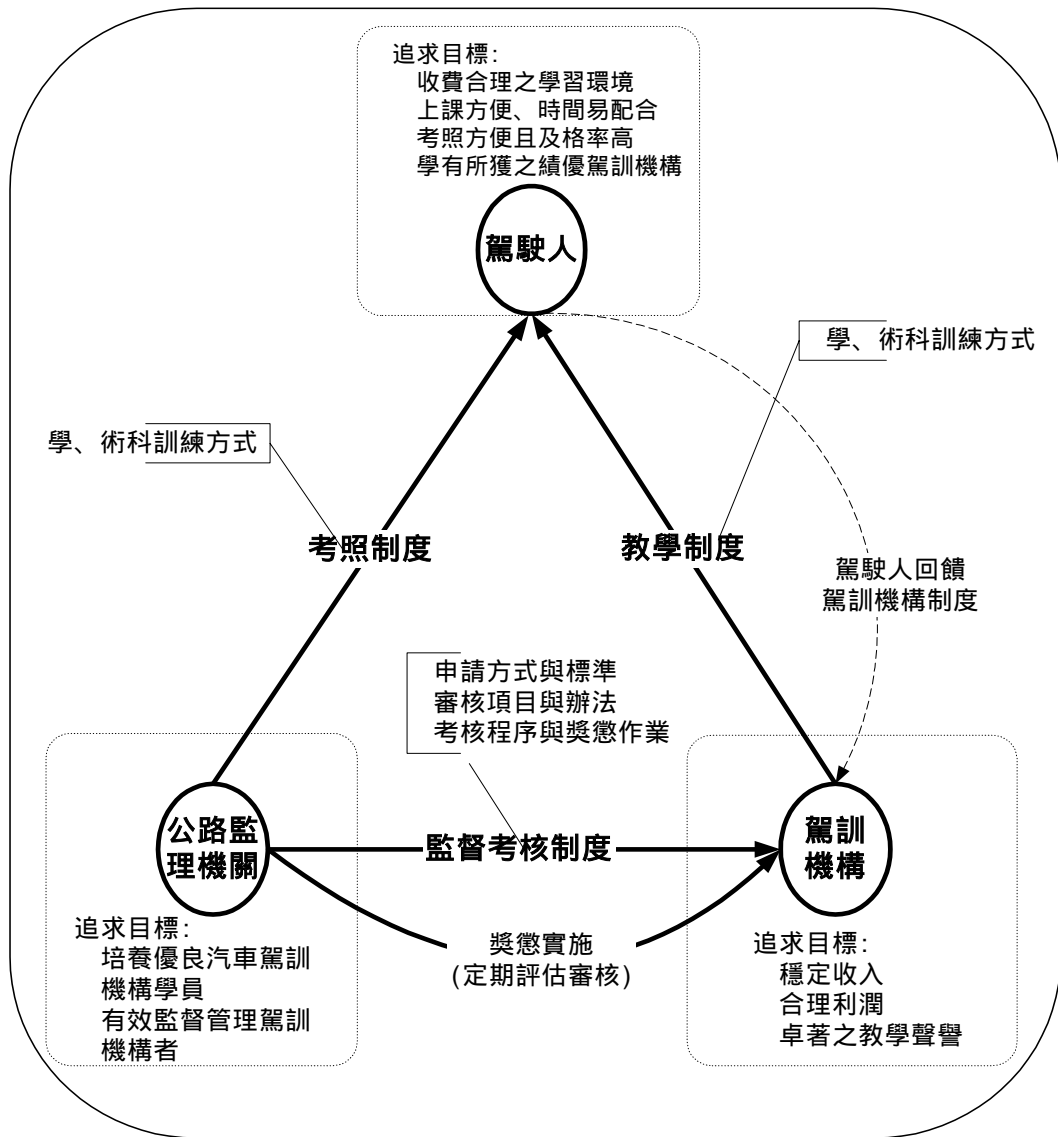 追求目標：
收費合理之學習環境
上課方便、時間易配合
考照方便且及格率高
學有所獲之績優駕訓機構
駕駛人
學、術科訓練方式
學、術科訓練方式
考照制度
教學制度
駕駛人回饋
駕訓機構制度
申請方式與標準
審核項目與辦法
考核程序與獎懲作業
公路監
理機關
監督考核制度
駕訓
機構
追求目標：
培養優良汽車駕訓
機構學員
有效監督管理駕訓
機構者
獎懲實施
(定期評估審核)
追求目標：
穩定收入
合理利潤
卓著之教學聲譽